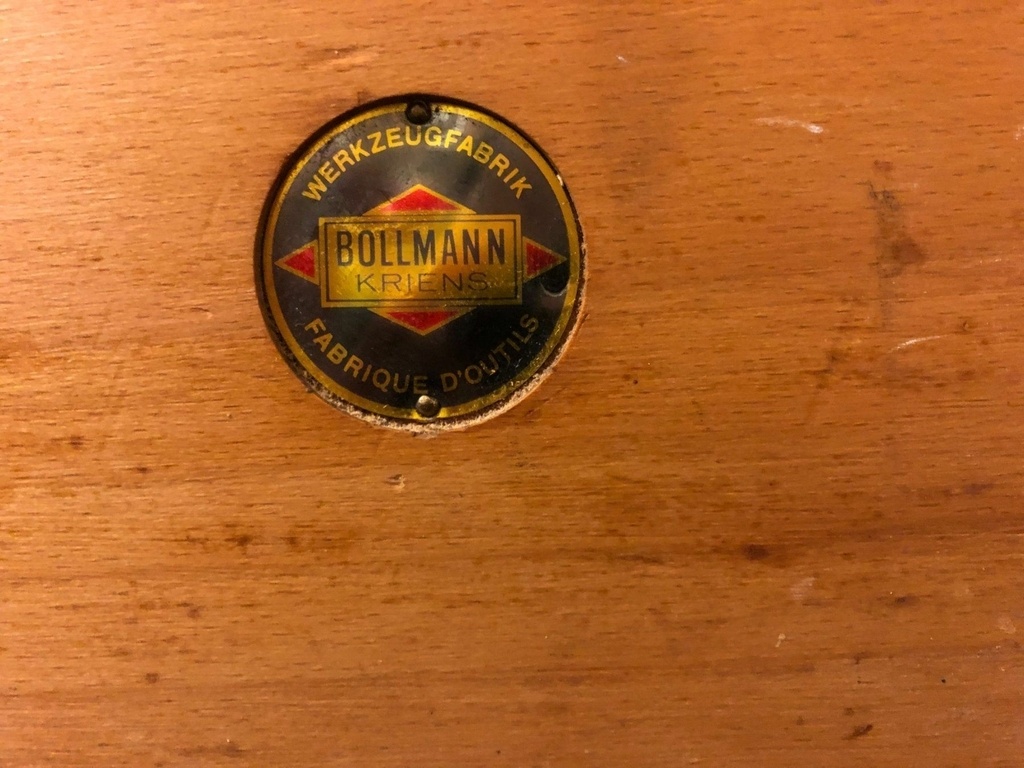 WERKZEUGFABRIK
BOLLMANN
KRIENS
FABRIQUE D'OUTILS